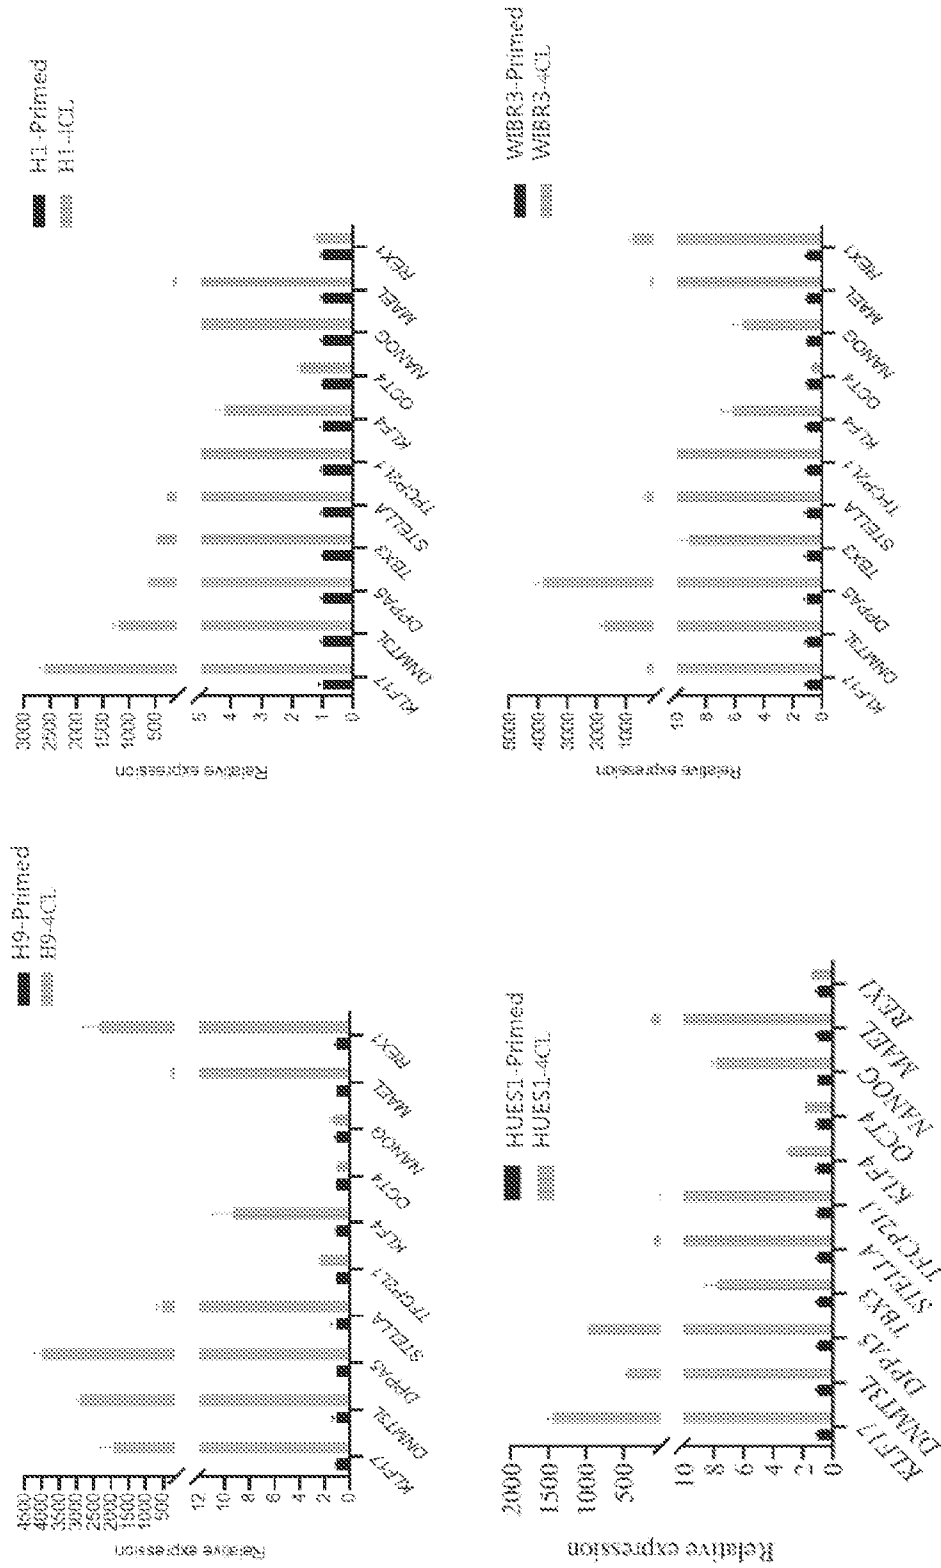 H9-Primed
H9-4CL
Relative expression
4500
4000
3500
3000
2500
2000
1500
1000
500
12
10
8
6
4
2
0
KLF17
DNMT3L
DPPA5
STELLA
TFCP2L1
KLF4
OCT4
NANOG
MAEL
REX1
H1-Primed
H1-4CL
Relative expression
3000
2500
2000
1500
1000
500
5
4
3
2
1
0
KLF17
DNMT3L
DPPA5
TBX3
STELLA
TFCP2L1
KLF4
OCT4
NANOG
MAEL
REX1
HUES1-Primed
HUES1-4CL
Relative expression
2000
1500
1000
500
10
8
6
4
2
0
KLF17
DNMT3L
DPPA5
TBX3
STELLA
TFCP2L1
KLF4
OCT4
NANOG
MAEL
REX1
WIBR3-Primed
WIBR3-4CL
Relative expression
5000
4000
3000
2000
1000
10
8
6
4
2
0
KLF17
DNMT3L
DPPA5
TBX3
STELLA
TFCP2L1
KLF4
OCT4
NANOG
MAEL
REX1